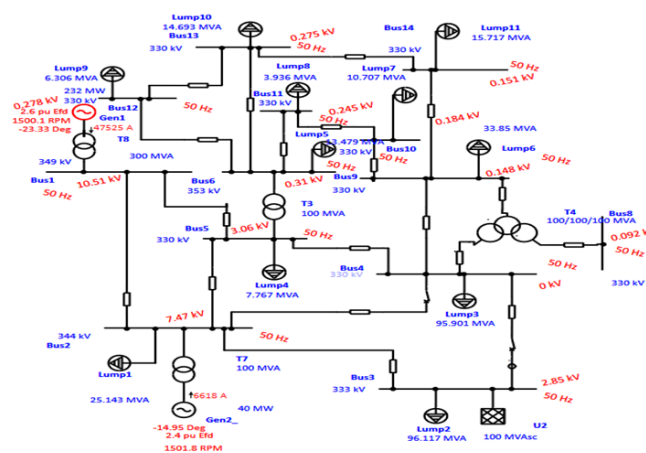 Lump10
14.693 MVA
Bus13
330 kV
0.275 kV
50 Hz
Bus14
330 kV
Lump11
15.717 MVA
Lump9
6.306 MVA
232 MW
330 kV
Bus12
50 Hz
Lump8
3.936 MVA
Bus11
330 kV
Lump7
10.707 MVA
50 Hz
0.151 kV
0.278 kV
2.6 pu Efd
1500.1 RPM
-23.33 Deg
Gen1
47525 A
T8
0.245 kV
50 Hz
Lump5
13.479 MVA
330 kV
Bus10
0.184 kV
33.85 MVA
Lump6
349 kV
300 MVA
Bus1
50 Hz
10.51 kV
Bus6
353 kV
0.31 kV
50 Hz
Bus9
330 kV
0.148 kV
50 Hz
T3
100 MVA
T4
100/100/100 MVA
Bus8
0.092 kV
50 Hz
330 kV
Bus5
330 kV
3.06 kV
50 Hz
Lump4
7.767 MVA
Bus4
330 kV
50 Hz
0 kV
Lump3
95.901 MVA
7.47 kV
344 kV
Bus2
50 Hz
Lump1
25.143 MVA
T7
100 MVA
6618 A
Gen2_
40 MW
-14.95 Deg
2.4 pu Efd
1501.8 RPM
Bus3
333 kV
2.85 kV
50 Hz
Lump2
96.117 MVA
U2
100 MVAsc